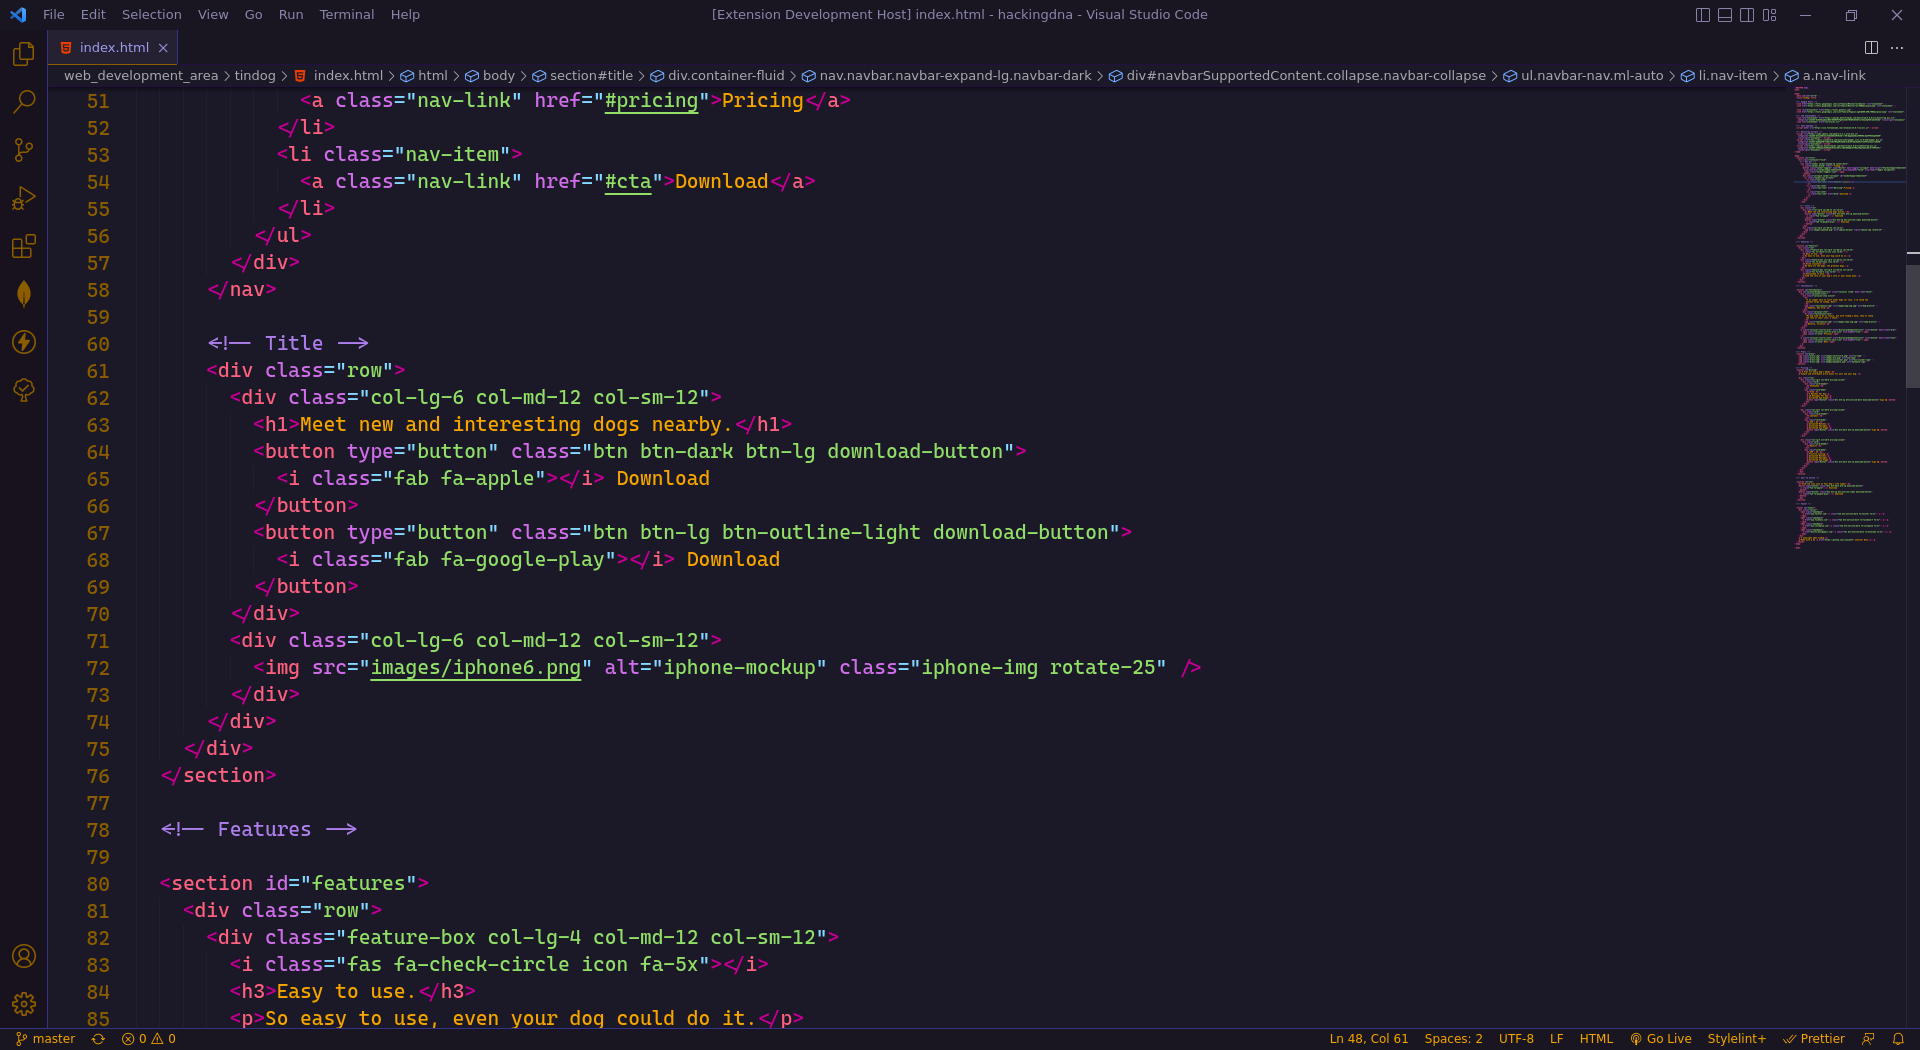 File Edit Selection View Go Run Terminal Help [Extension Development Host] index.html - hackingdna - Visual Studio Code
index.html
web_development_area > tindog > index.html > html > body > section#title > div.container-fluid > nav.navbar.navbar-expand-lg.navbar-dark > div#navbarSupportedContent.collapse.navbar-collapse > ul.navbar-nav.ml-auto > li.nav-item > a.nav-link
51 <a class="nav-link" href="#pricing">Pricing</a>
52 </li>
53 <li class="nav-item">
54 <a class="nav-link" href="#cta">Download</a>
55 </li>
56 </ul>
57 </div>
58 </nav>
59
60 <!-- Title -->
61 <div class="row">
62 <div class="col-lg-6 col-md-12 col-sm-12">
63 <h1>Meet new and interesting dogs nearby.</h1>
64 <button type="button" class="btn btn-dark btn-lg download-button">
65 <i class="fab fa-apple"></i> Download
66 </button>
67 <button type="button" class="btn btn-lg btn-outline-light download-button">
68 <i class="fab fa-google-play"></i> Download
69 </button>
70 </div>
71 <div class="col-lg-6 col-md-12 col-sm-12">
72 <img src="images/iphone6.png" alt="iphone-mockup" class="iphone-img rotate-25" />
73 </div>
74 </div>
75 </div>
76 </section>
77
78 <!-- Features -->
79
80 <section id="features">
81 <div class="row">
82 <div class="feature-box col-lg-4 col-md-12 col-sm-12">
83 <i class="fas fa-check-circle icon fa-5x"></i>
84 <h3>Easy to use.</h3>
85 <p>So easy to use, even your dog could do it.</p>
master 0 0 Ln 48, Col 61 Spaces: 2 UTF-8 LF HTML Go Live Stylelint+ Prettier